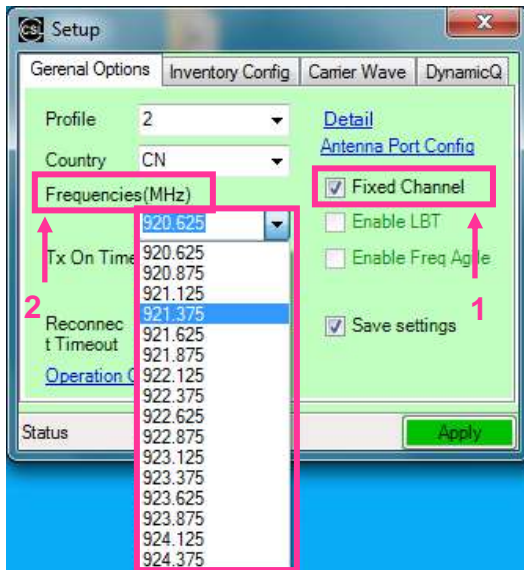 CSL Setup
Gerenal Options Inventory Config Carrier Wave DynamicQ
Profile 2 Detail
Country CN Antenna Port Config
Frequencies(MHz) Fixed Channel
920.625 Enable LBT
Tx On Time 920.625 Enable Freq Agile
920.875
921.125
2 921.375 1
Reconnec 921.625 Save settings
t Timeout 921.875
Operation 922.125
922.375
922.625
Status 922.875 Apply
923.125
923.375
923.625
923.875
924.125
924.375